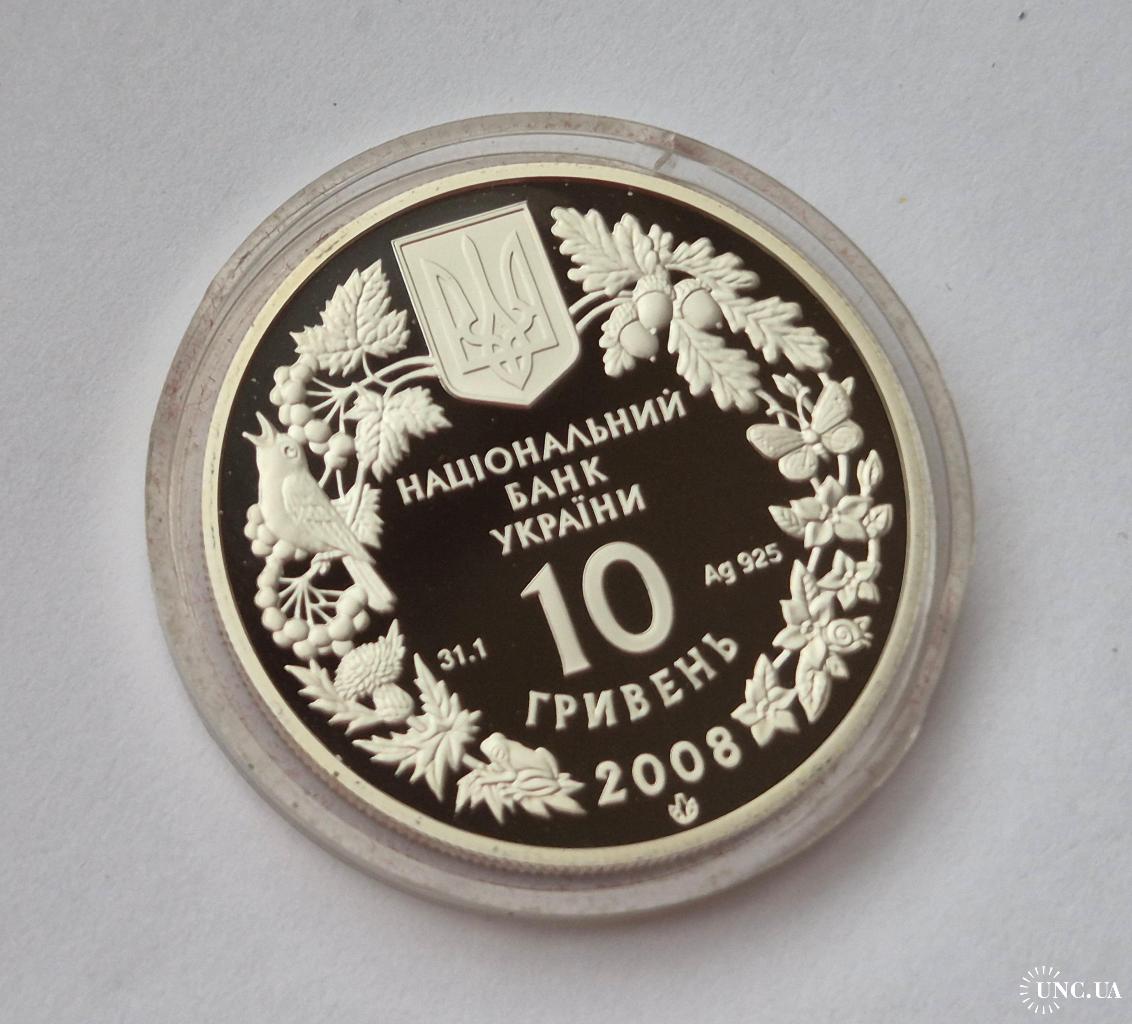 НАЦІОНАЛЬНИЙ
БАНК
УКРАЇНИ
Ag 925
10
31.1
ГРИВЕНЬ
2008
UNC.UA